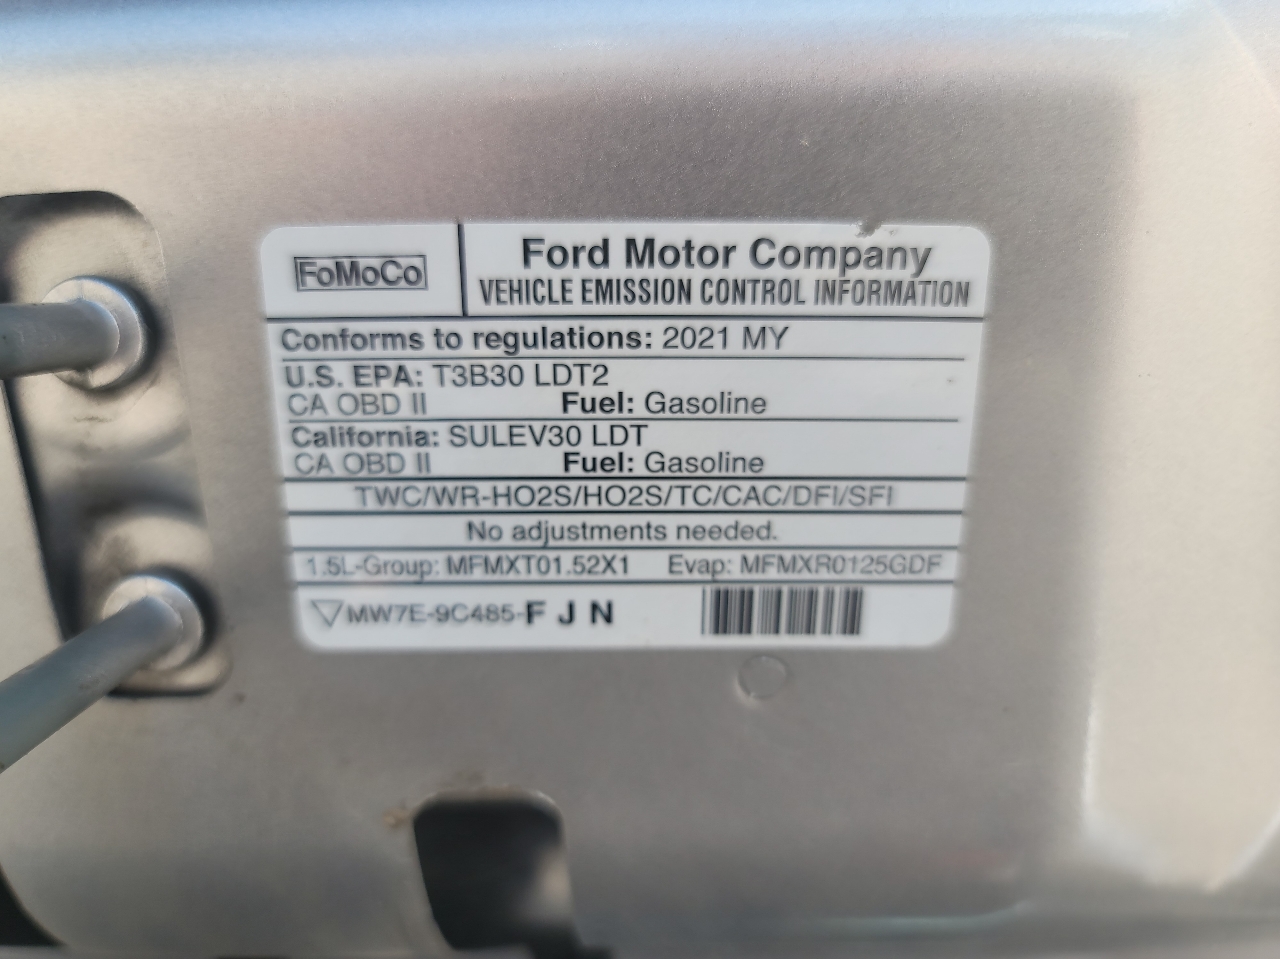 FoMoCo
Ford Motor Company
VEHICLE EMISSION CONTROL INFORMATION
Conforms to regulations: 2021 MY
U.S. EPA: T3B30 LDT2
CA OBD II Fuel: Gasoline
California: SULEV30 LDT
CA OBD II Fuel: Gasoline
TWC/WR-HO2S/HO2S/TC/CAC/DFI/SFI
No adjustments needed.
1.5L-Group: MFMXT01.52X1 Evap: MFMXR0125GDF
MW7E-9C485-F J N